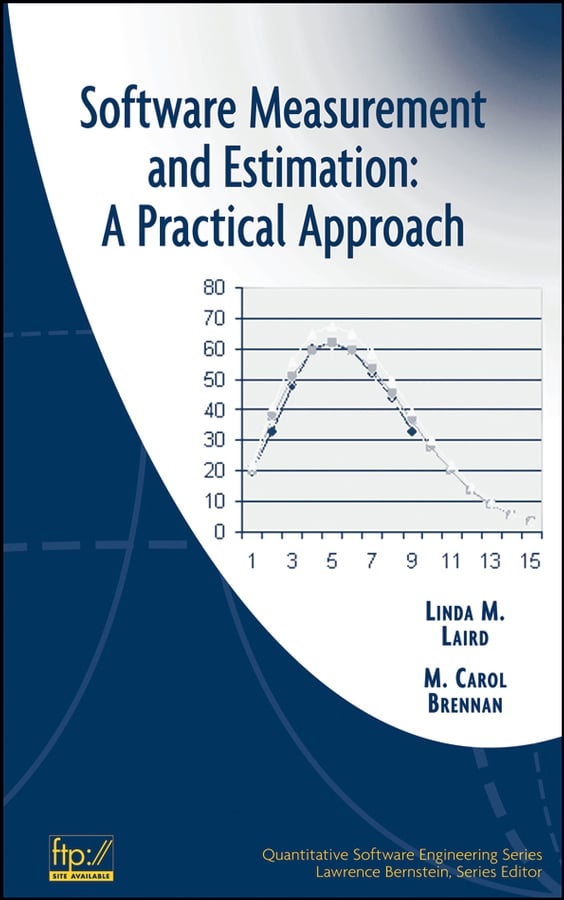 Software Measurement
and Estimation:
A Practical Approach
80
70
60
50
40
30
20
10
0
1 3 5 7 9 11 13 15
LINDA M.
LAIRD
M. CAROL
BRENNAN
ftp://
SITE AVAILABLE
Quantitative Software Engineering Series
Lawrence Bernstein, Series Editor